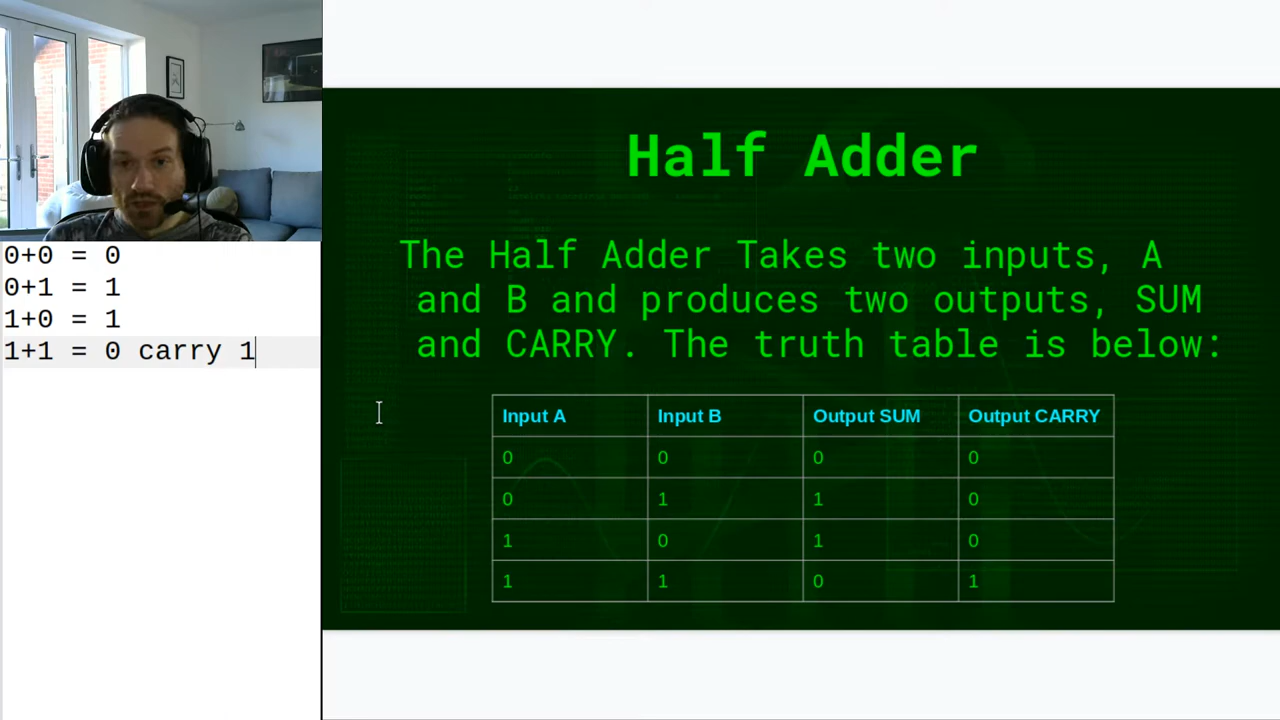 0+0 = 0
0+1 = 1
1+0 = 1
1+1 = 0 carry 1
Half Adder
The Half Adder Takes two inputs, A
and B and produces two outputs, SUM
and CARRY. The truth table is below:
Input A Input B Output SUM Output CARRY
0 0 0 0
0 1 1 0
1 0 1 0
1 1 0 1